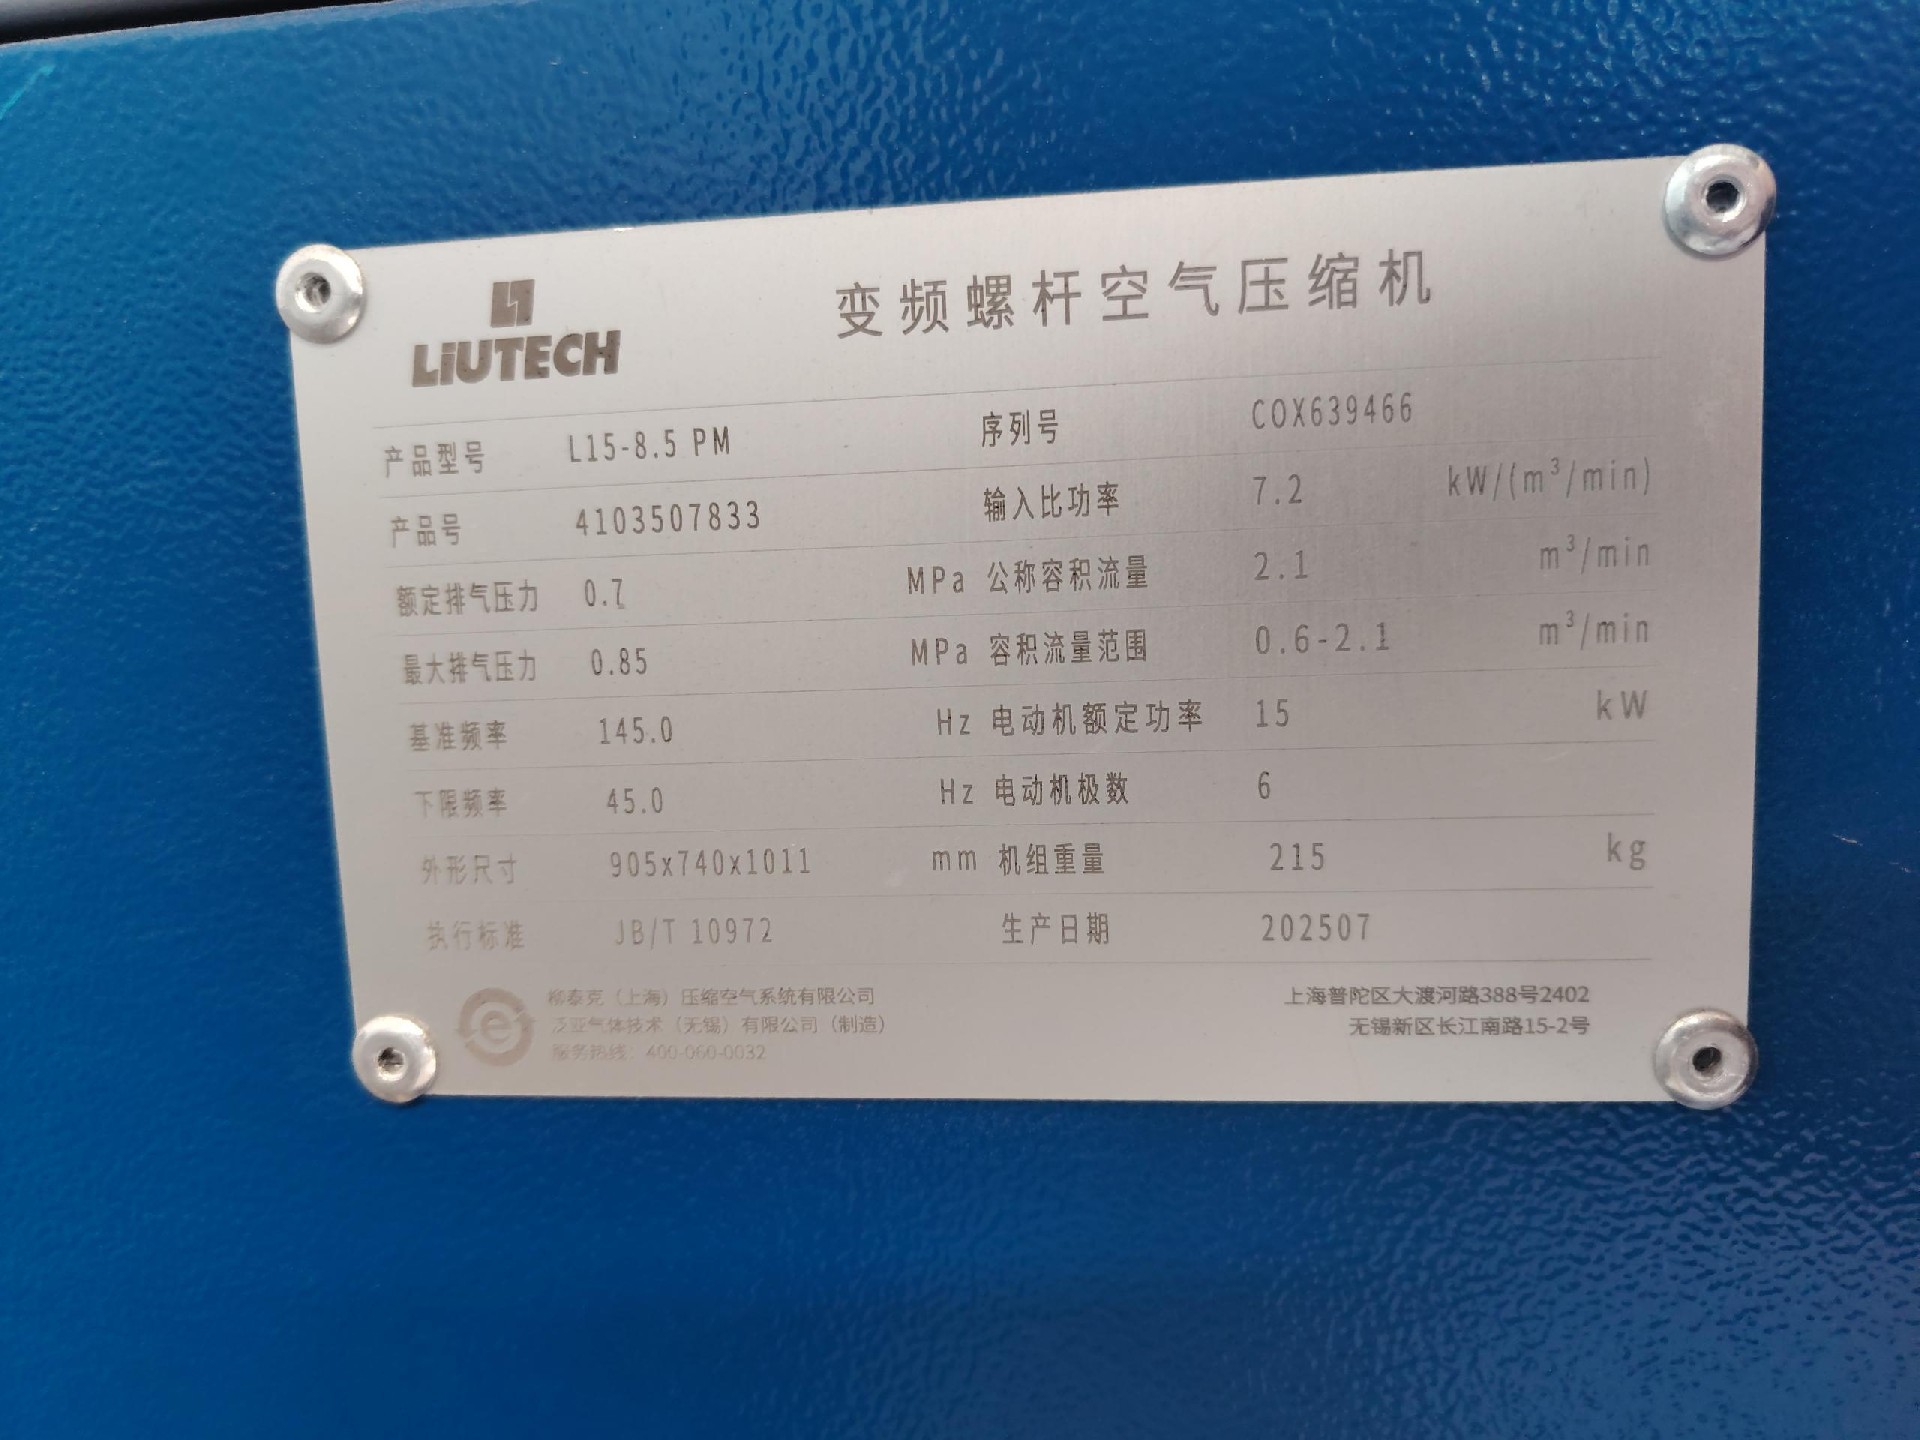 LiUTECH
变频螺杆空气压缩机
产品型号 L15-8.5 PM 序列号 COX639466
产品号 4103507833 输入比功率 7.2 kW/(m³/min)
额定排气压力 0.7 MPa 公称容积流量 2.1 m³/min
最大排气压力 0.85 MPa 容积流量范围 0.6-2.1 m³/min
基准频率 145.0 Hz 电动机额定功率 15 kW
下限频率 45.0 Hz 电动机极数 6
外形尺寸 905x740x1011 mm 机组重量 215 kg
执行标准 JB/T 10972 生产日期 202507
柳泰克（上海）压缩空气系统有限公司 上海普陀区大渡河路388号2402
泛亚气体技术（无锡）有限公司（制造） 无锡新区长江南路15-2号
服务热线：400-060-0032